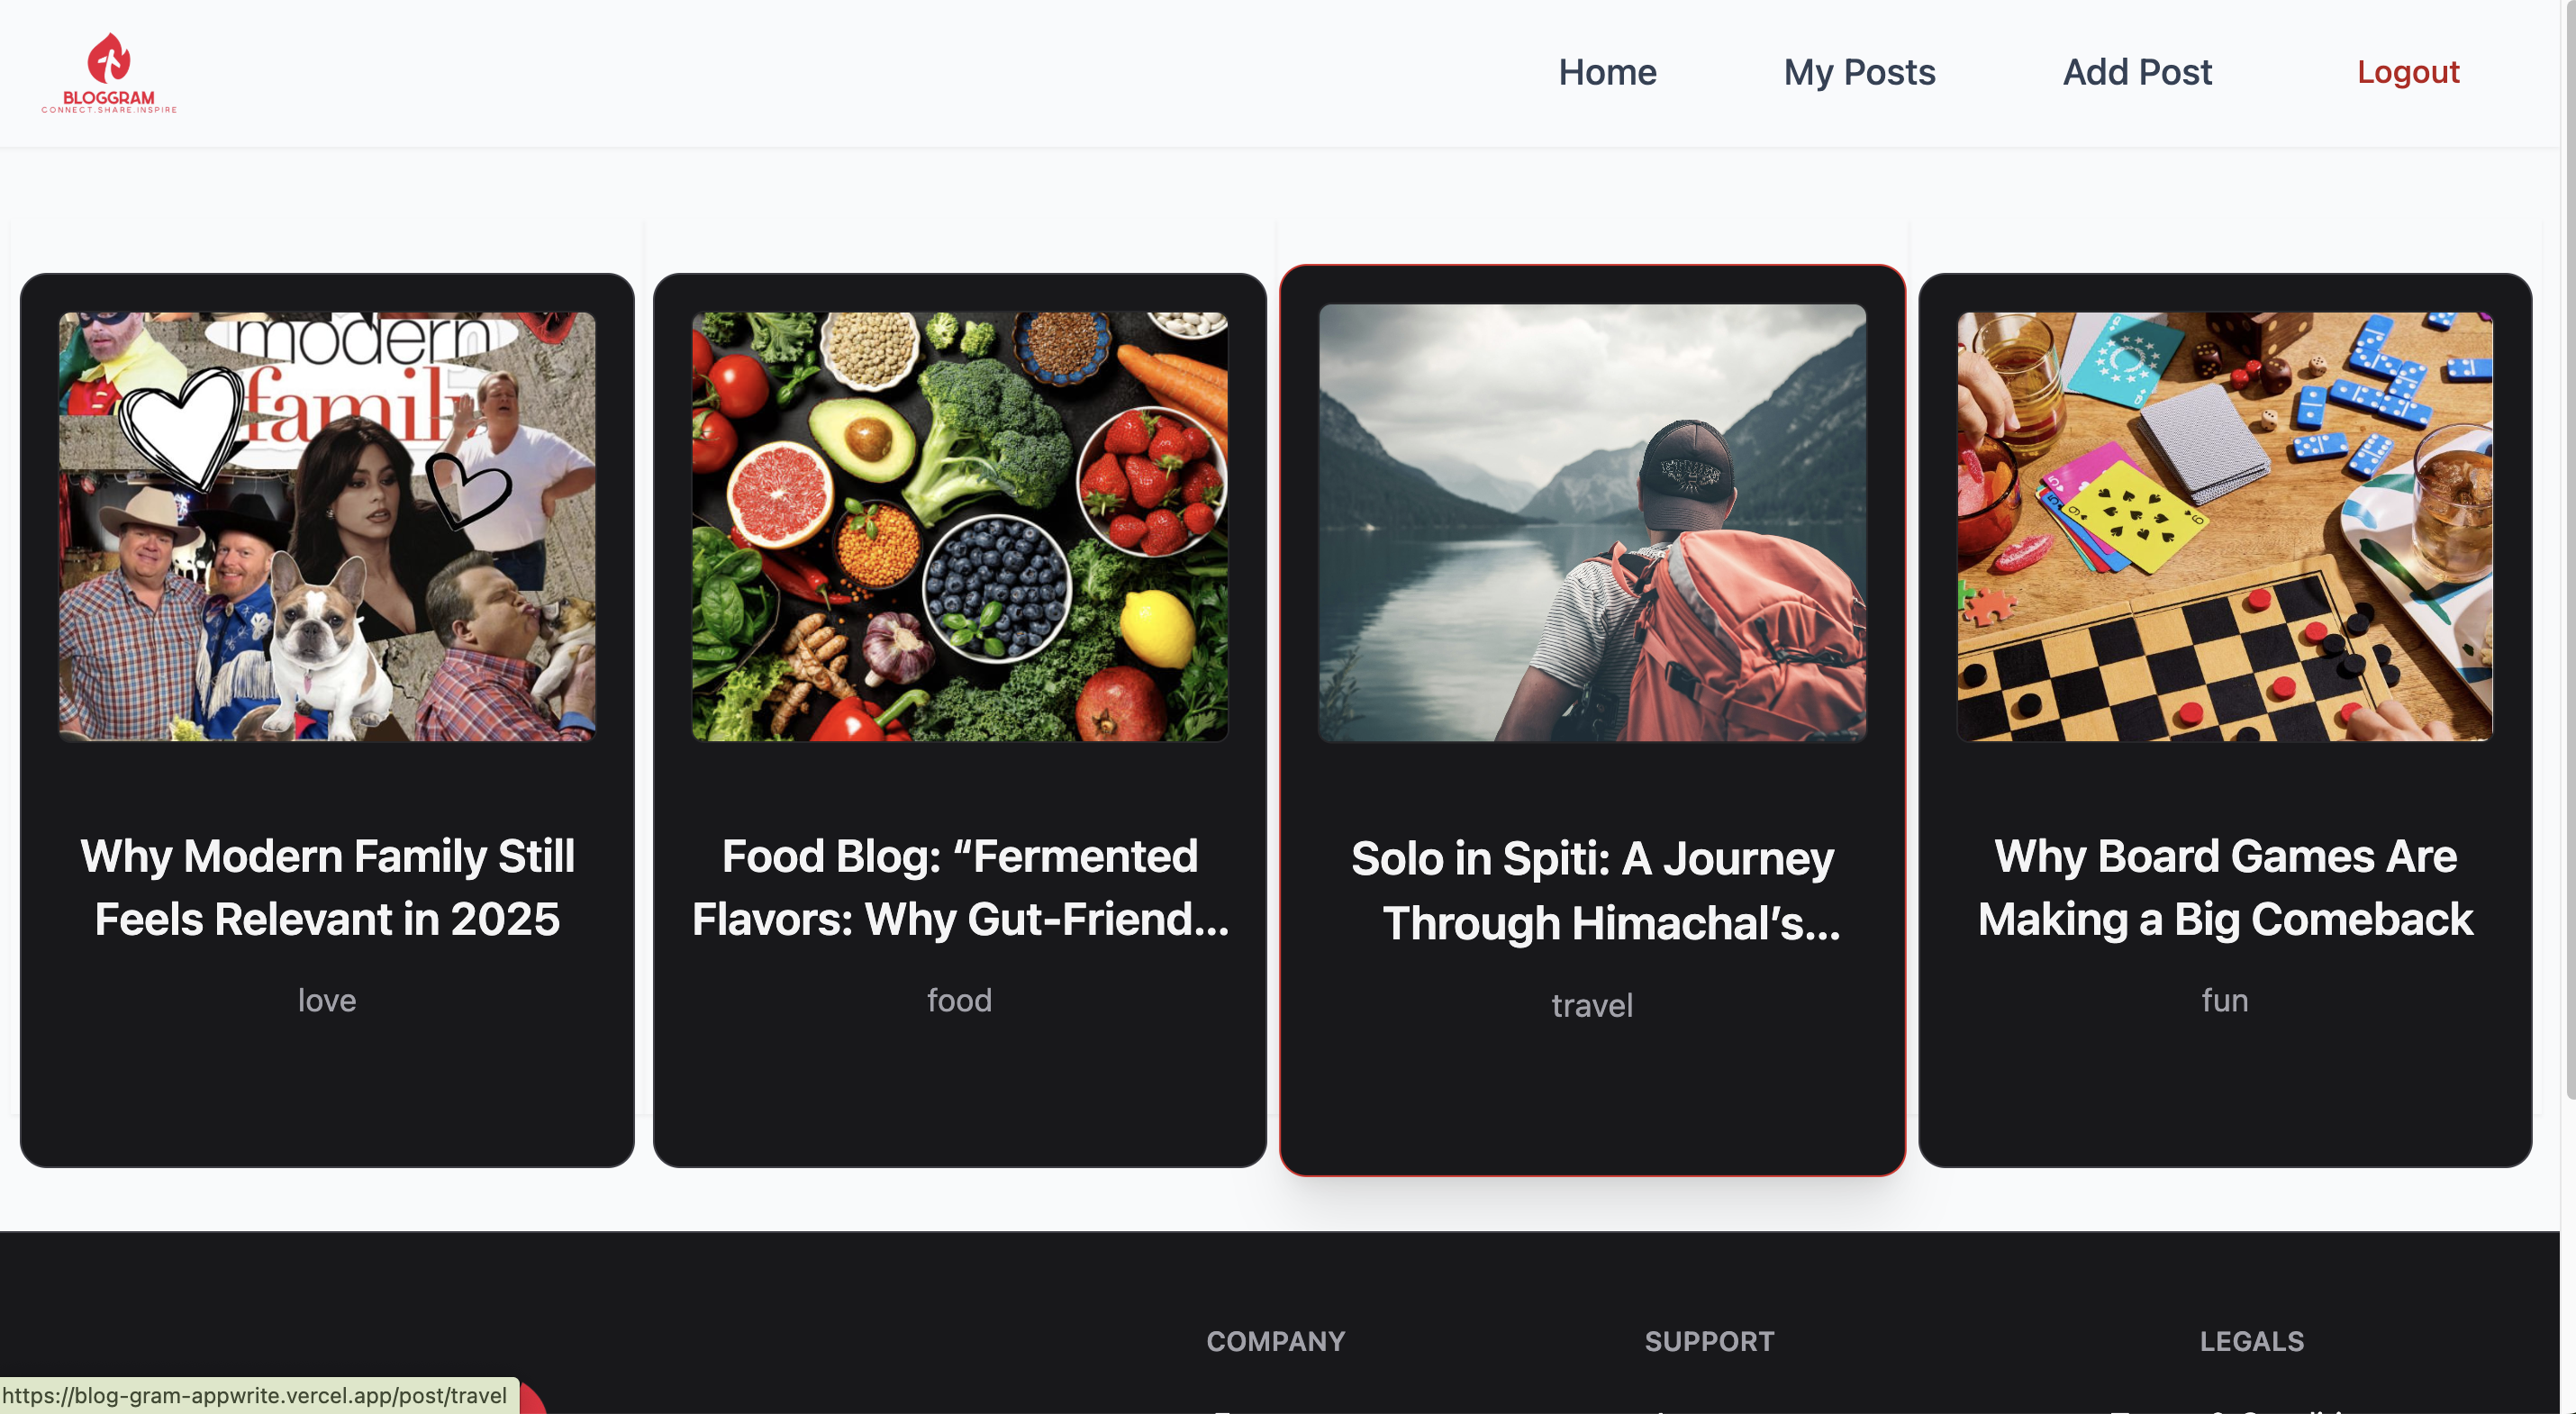 BLOGGRAM
CONNECT.SHARE.INSPIRE
Home
My Posts
Add Post
Logout
modern
family
Why Modern Family Still
Feels Relevant in 2025
love
Food Blog: “Fermented
Flavors: Why Gut-Friend...
food
Solo in Spiti: A Journey
Through Himachal’s...
travel
Why Board Games Are
Making a Big Comeback
fun
COMPANY
SUPPORT
LEGALS
https://blog-gram-appwrite.vercel.app/post/travel